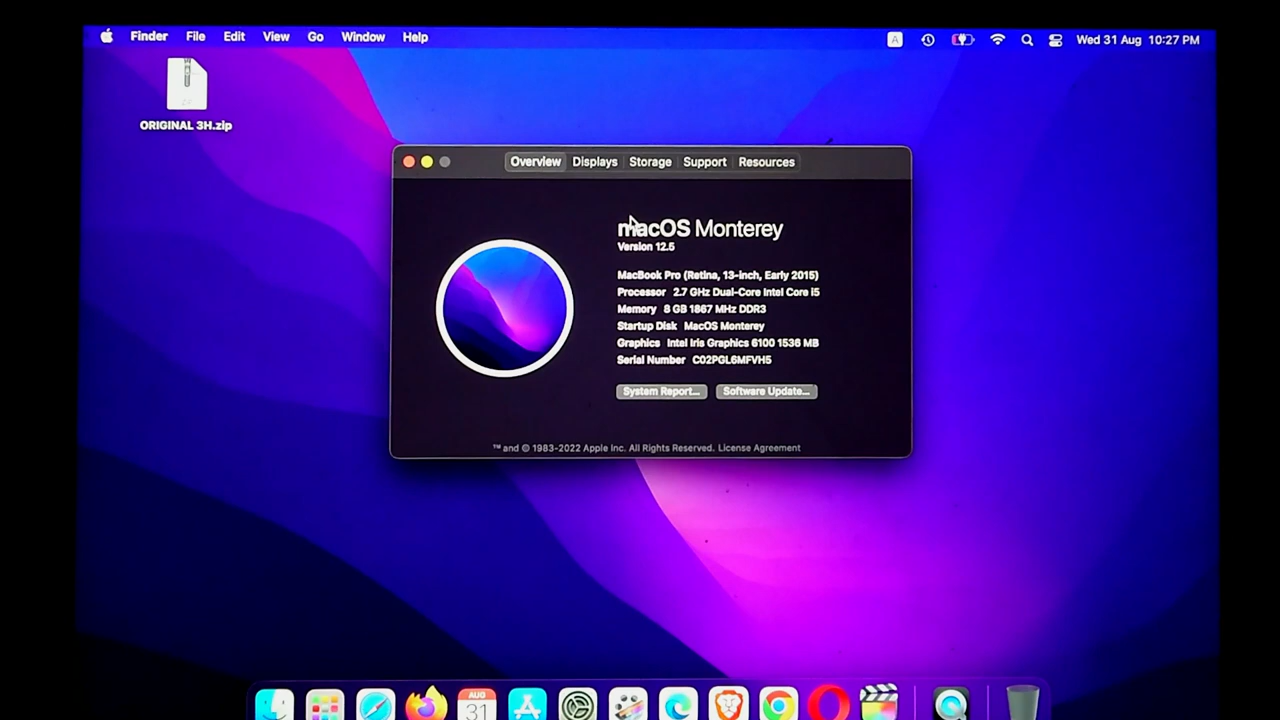 Finder File Edit View Go Window Help A Wed 31 Aug 10:27 PM
ORIGINAL 3H.zip
Overview Displays Storage Support Resources
macOS Monterey
Version 12.5
MacBook Pro (Retina, 13-inch, Early 2015)
Processor 2.7 GHz Dual-Core Intel Core i5
Memory 8 GB 1867 MHz DDR3
Startup Disk MacOS Monterey
Graphics Intel Iris Graphics 6100 1536 MB
Serial Number C02PGL6MFVH5
System Report... Software Update...
™ and © 1983-2022 Apple Inc. All Rights Reserved. License Agreement
AUG
31